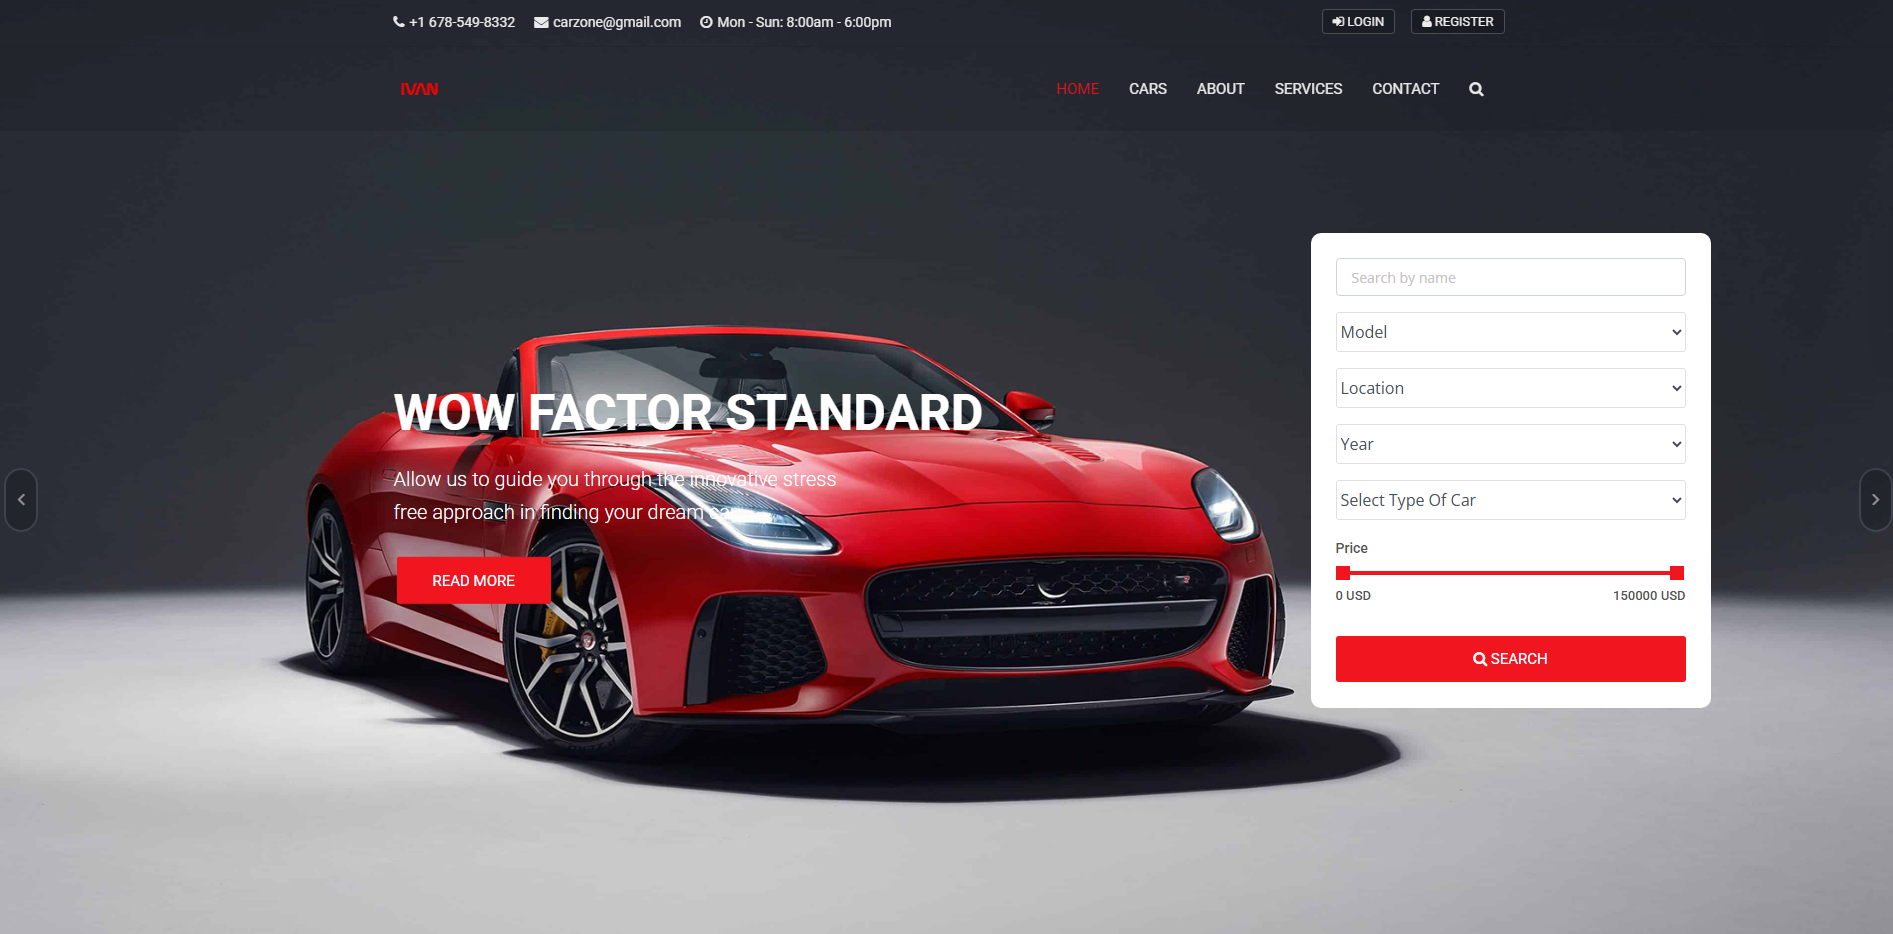 +1 678-549-8332 carzone@gmail.com Mon - Sun: 8:00am - 6:00pm LOGIN REGISTER
IVAN HOME CARS ABOUT SERVICES CONTACT
WOW FACTOR STANDARD
Allow us to guide you through the innovative stress
free approach in finding your dream car.
READ MORE
Search by name
Model
Location
Year
Select Type Of Car
Price
0 USD 150000 USD
SEARCH